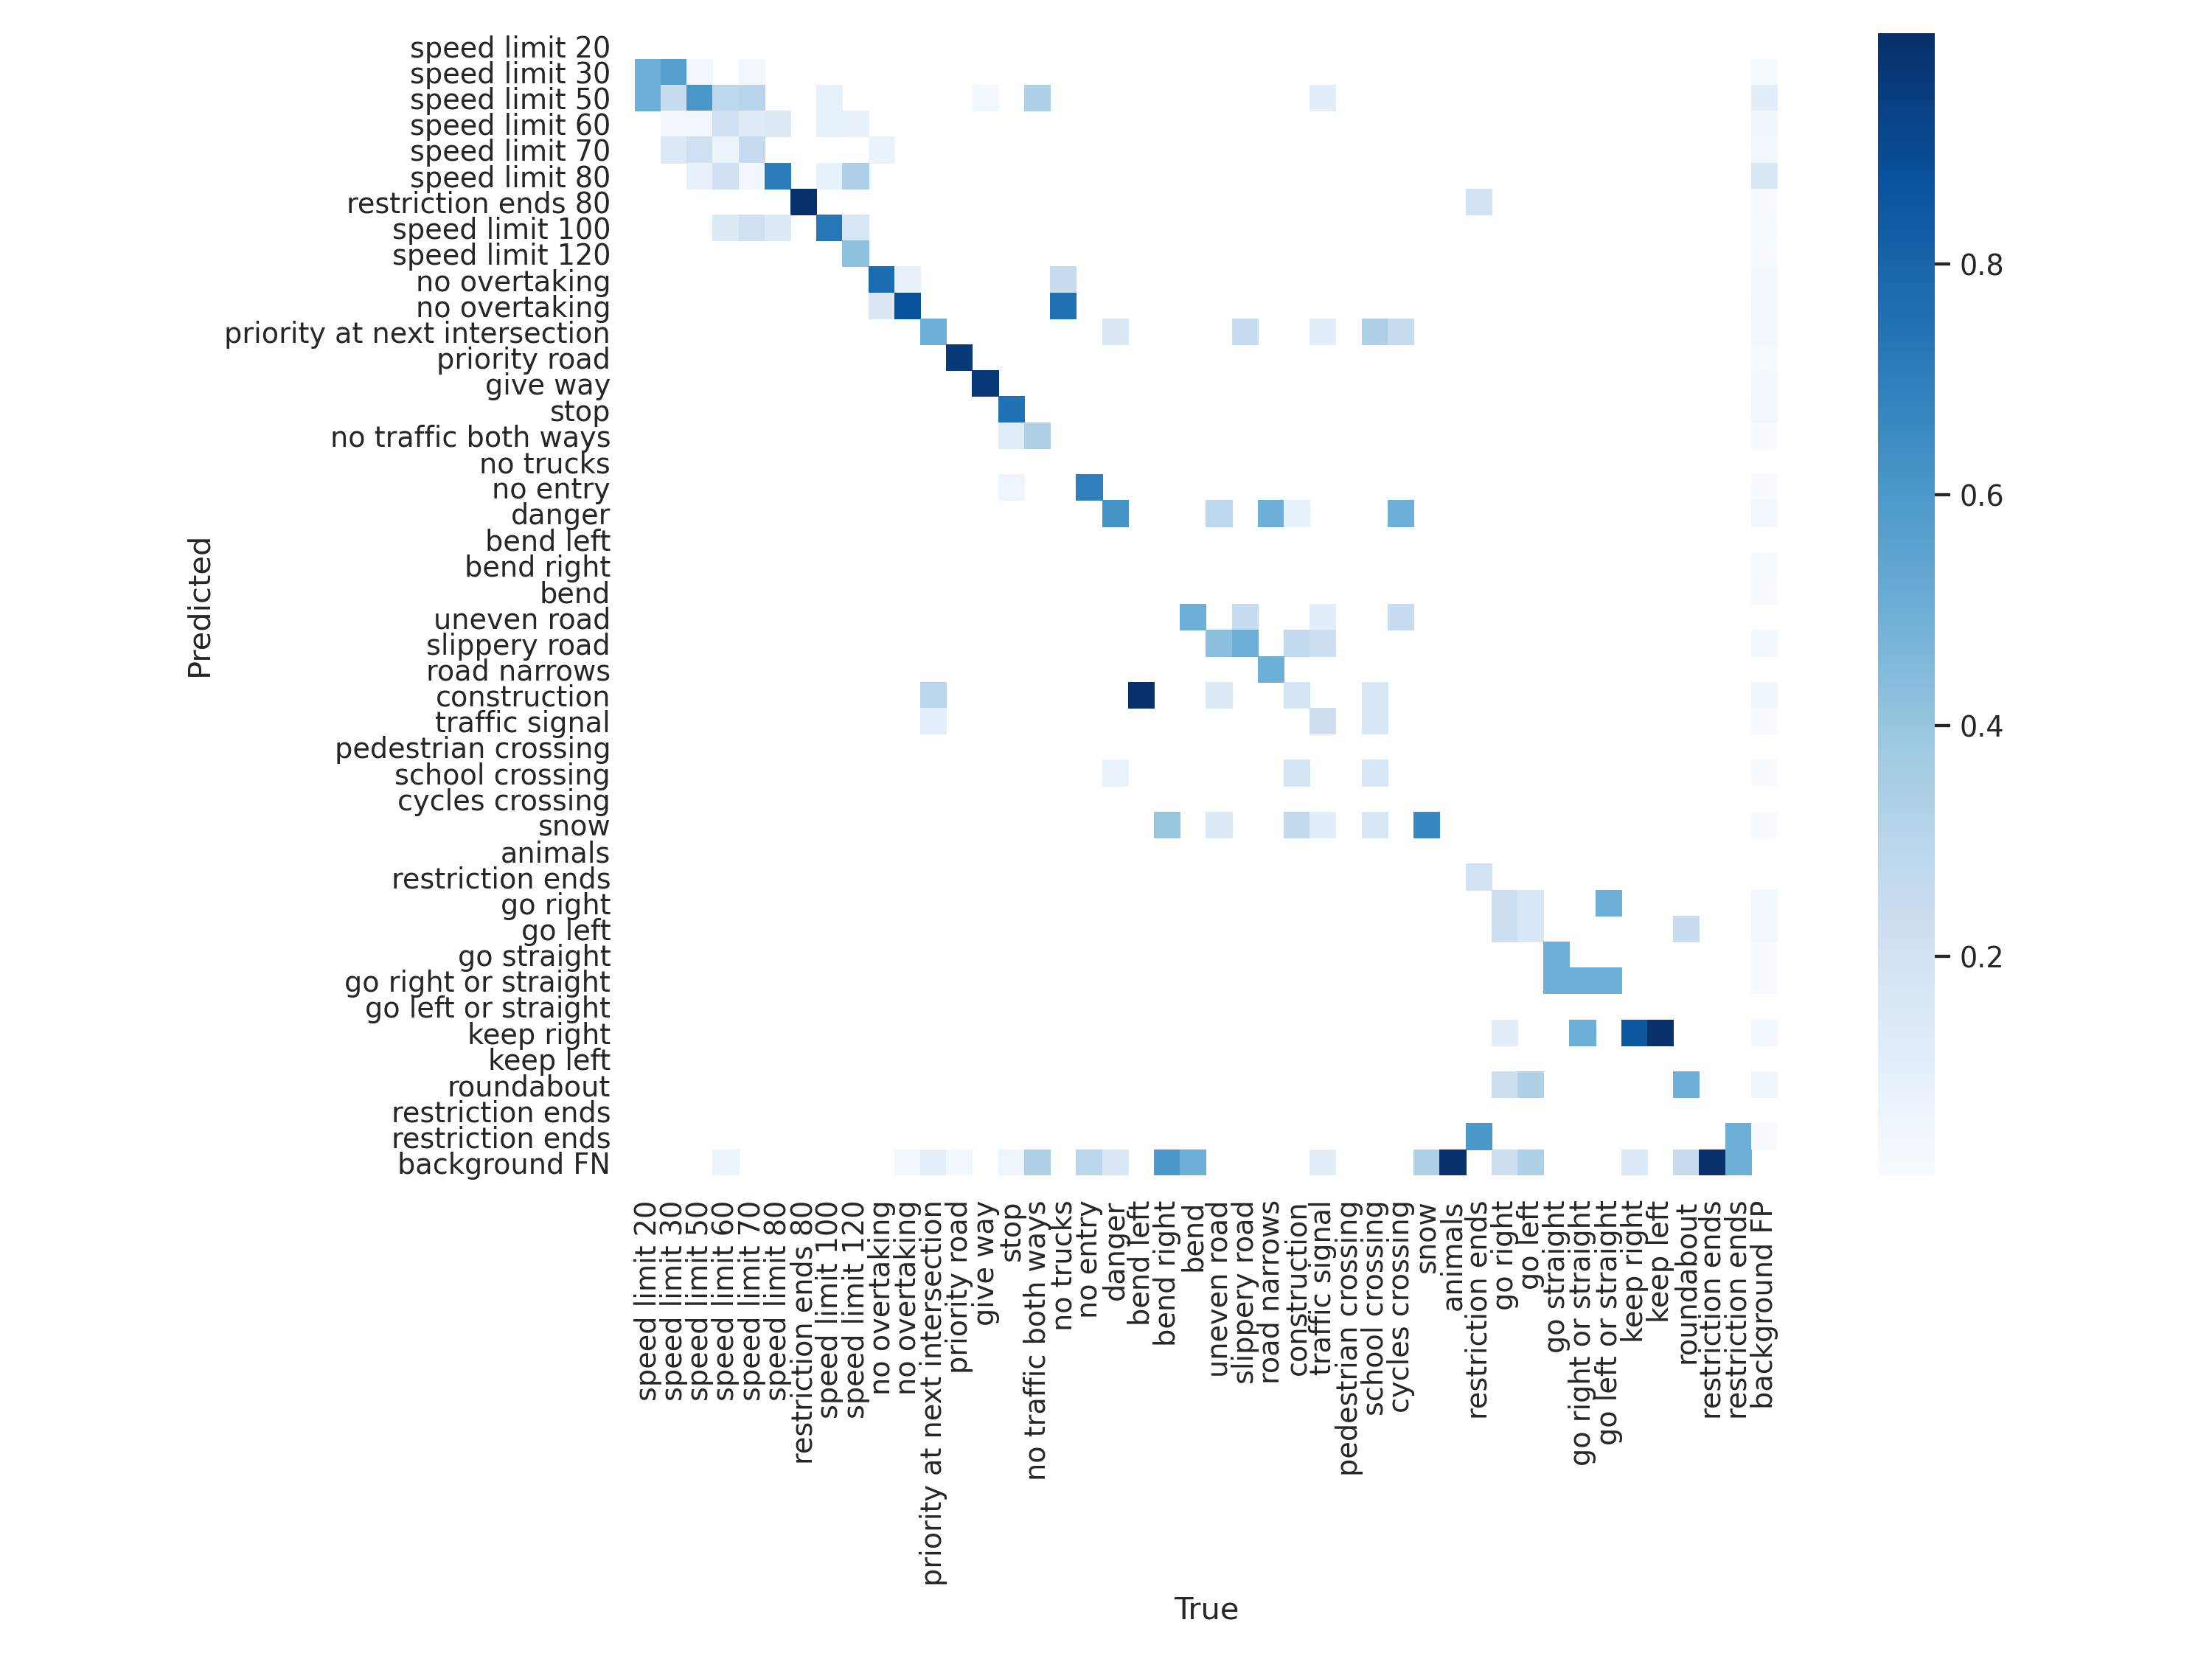 speed limit 20
speed limit 30
speed limit 50
speed limit 60
speed limit 70
speed limit 80
restriction ends 80
speed limit 100
speed limit 120
no overtaking
no overtaking
priority at next intersection
priority road
give way
stop
no traffic both ways
no trucks
no entry
danger
bend left
bend right
bend
uneven road
slippery road
road narrows
construction
traffic signal
pedestrian crossing
school crossing
cycles crossing
snow
animals
restriction ends
go right
go left
go straight
go right or straight
go left or straight
keep right
keep left
roundabout
restriction ends
restriction ends
background FN
Predicted
speed limit 20
speed limit 30
speed limit 50
speed limit 60
speed limit 70
speed limit 80
restriction ends 80
speed limit 100
speed limit 120
no overtaking
no overtaking
priority at next intersection
priority road
give way
stop
no traffic both ways
no trucks
no entry
danger
bend left
bend right
bend
uneven road
slippery road
road narrows
construction
traffic signal
pedestrian crossing
school crossing
cycles crossing
snow
animals
restriction ends
go right
go left
go straight
go right or straight
go left or straight
keep right
keep left
roundabout
restriction ends
restriction ends
background FP
True
0.8
0.6
0.4
0.2